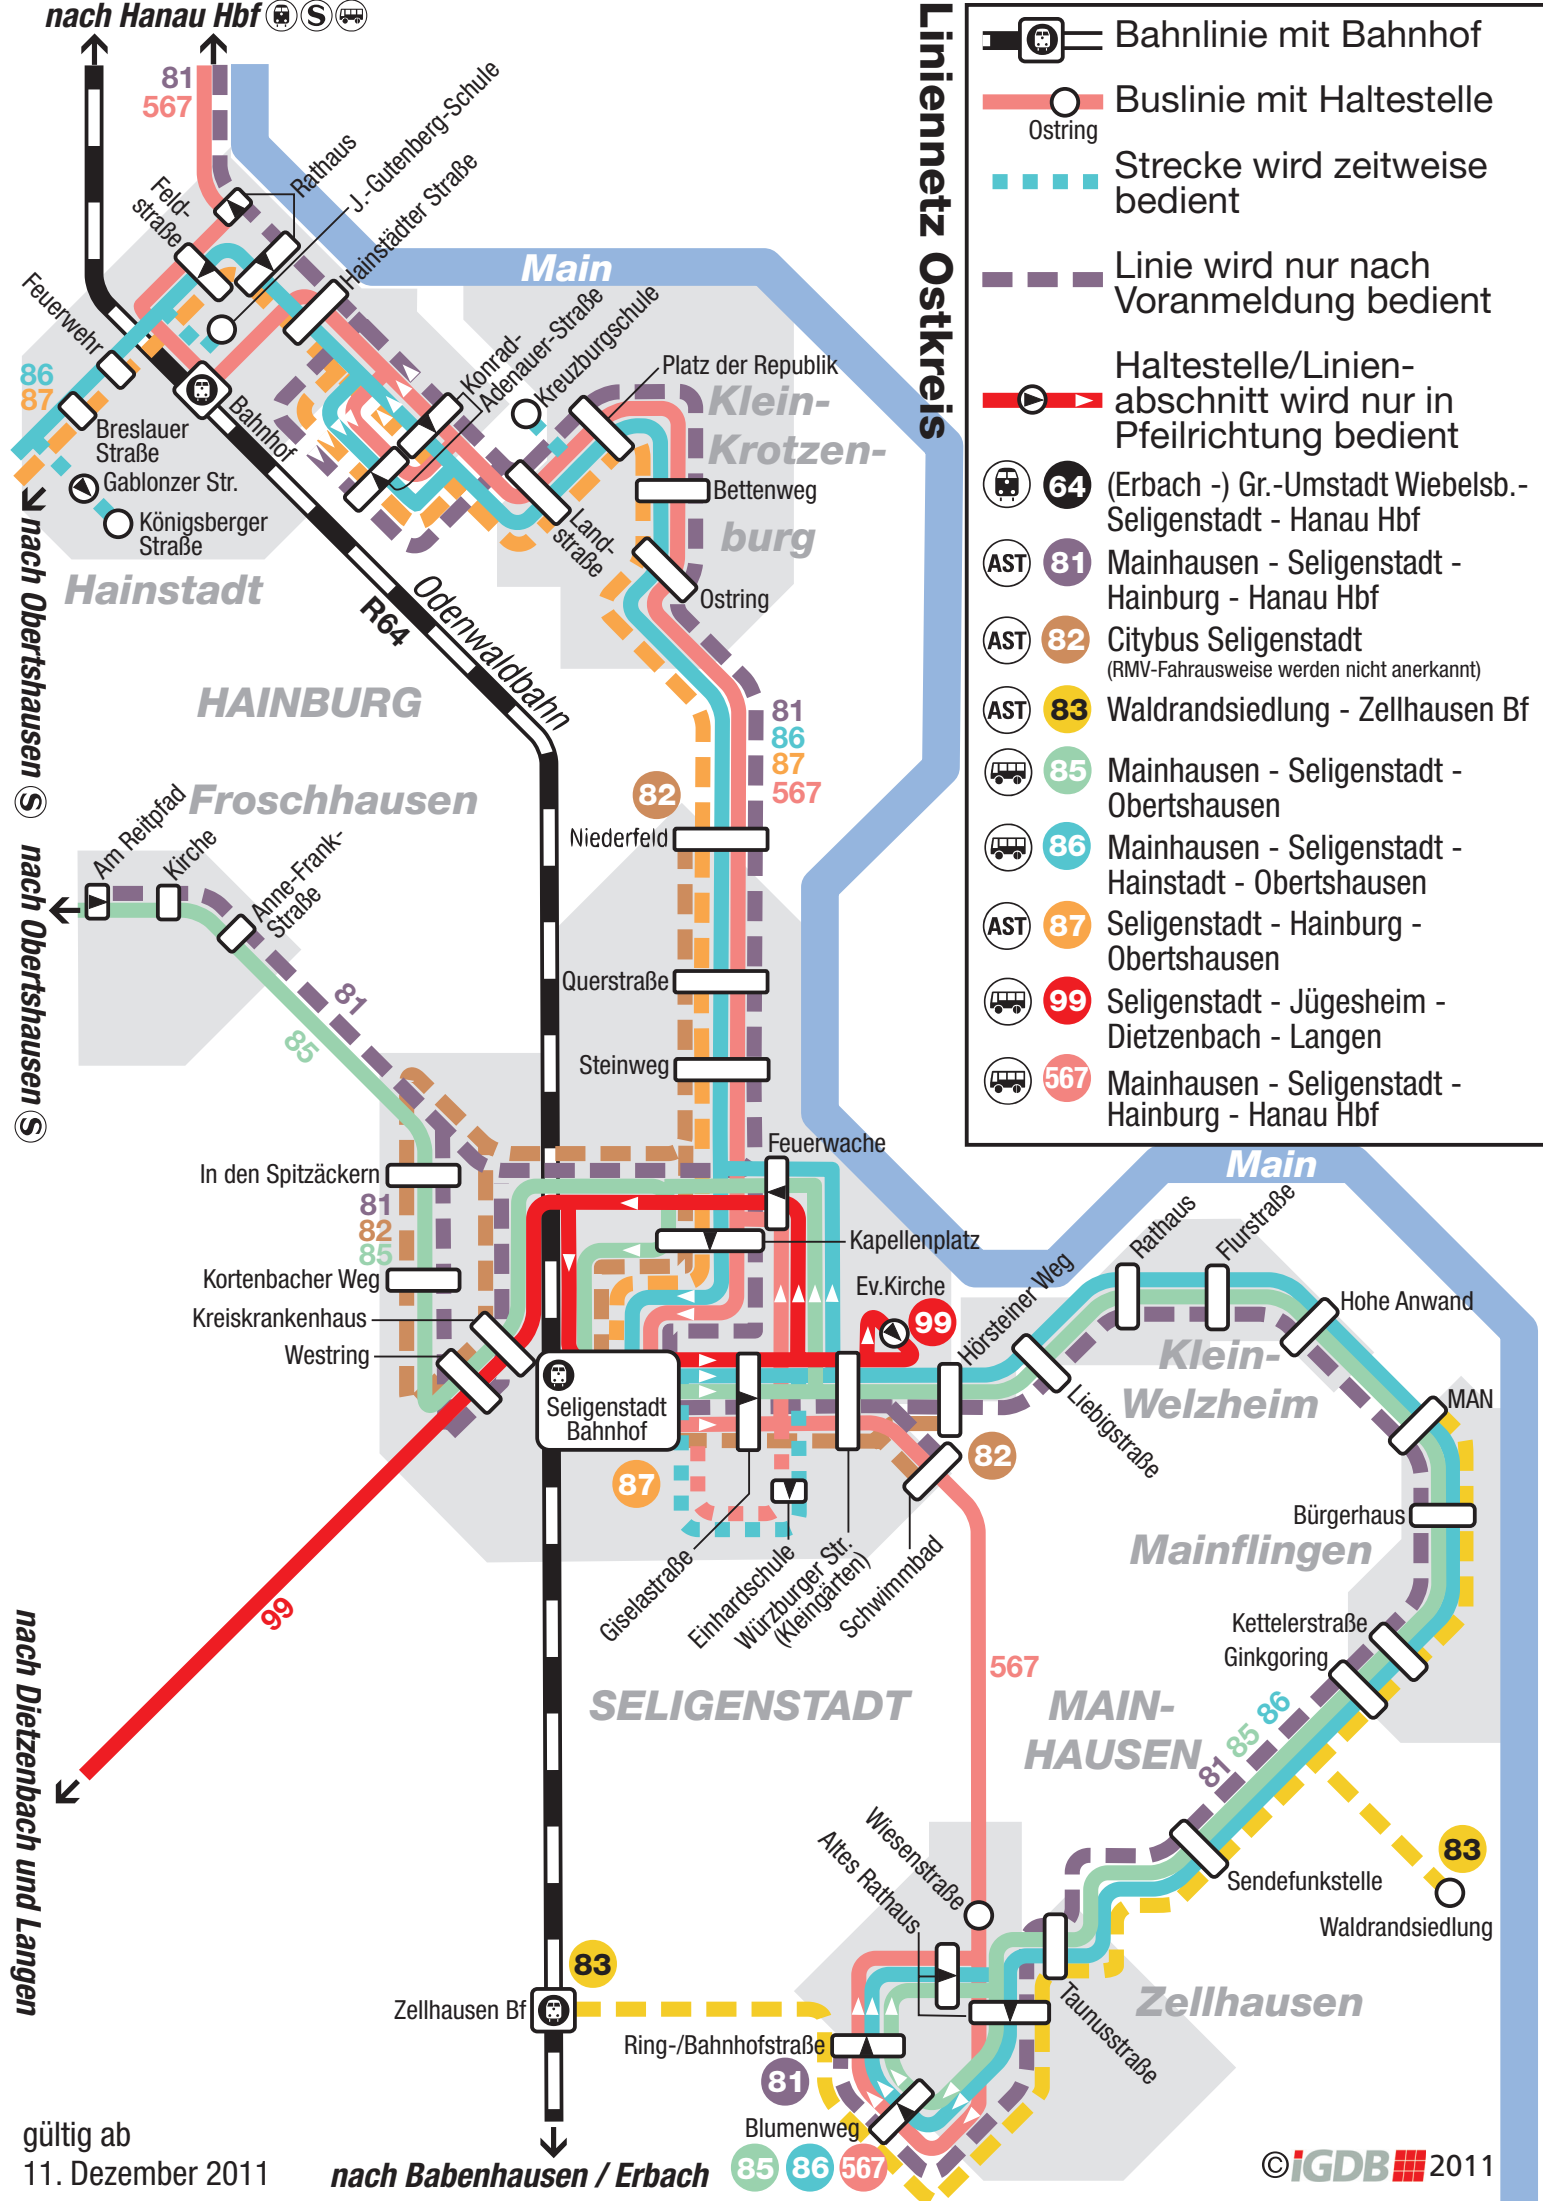 nach Hanau Hbf S
81
567
Feld-
straße
Rathaus
J.-Gutenberg-Schule
Hainstädter Straße
Feuerwehr
86
87
Breslauer
Straße
Gablonzer Str.
Königsberger
Straße
Bahnhof
Konrad-
Adenauer-Straße
Kreuzburgschule
Platz der Republik
Klein-
Krotzen-
burg
Bettenweg
Land-
straße
Ostring
Main
Hainstadt
nach Obertshausen S
R64
Odenwaldbahn
HAINBURG
81
86
87
567
82
Froschhausen
Am Reitpfad
Kirche
Anne-Frank-
Straße
nach Obertshausen S
81
85
Niederfeld
Querstraße
Steinweg
Feuerwache
In den Spitzäckern
81
82
85
Kortenbacher Weg
Kreiskrankenhaus
Westring
Kapellenplatz
Ev.Kirche
99
Seligenstadt
Bahnhof
87
82
Hörsteiner Weg
Rathaus
Flurstraße
Hohe Anwand
Klein-
Welzheim
Liebigstraße
MAN
Bürgerhaus
Mainflingen
Giselastraße
Einhardschule
Würzburger Str.
(Kleingärten)
Schwimmbad
Kettelerstraße
Ginkgoring
99
nach Dietzenbach und Langen
567
SELIGENSTADT
MAIN-
HAUSEN
81 85 86
Wiesenstraße
Altes Rathaus
83
Sendefunkstelle
Waldrandsiedlung
83
Zellhausen Bf
Zellhausen
Taunusstraße
Ring-/Bahnhofstraße
81
Blumenweg
85 86 567
gültig ab
11. Dezember 2011
nach Babenhausen / Erbach
© iGDB 2011
Main
Liniennetz Ostkreis
Bahnlinie mit Bahnhof
Buslinie mit Haltestelle
Ostring
Strecke wird zeitweise
bedient
Linie wird nur nach
Voranmeldung bedient
Haltestelle/Linien-
abschnitt wird nur in
Pfeilrichtung bedient
64 (Erbach -) Gr.-Umstadt Wiebelsb.-
Seligenstadt - Hanau Hbf
AST 81 Mainhausen - Seligenstadt -
Hainburg - Hanau Hbf
AST 82 Citybus Seligenstadt
(RMV-Fahrausweise werden nicht anerkannt)
AST 83 Waldrandsiedlung - Zellhausen Bf
85 Mainhausen - Seligenstadt -
Obertshausen
86 Mainhausen - Seligenstadt -
Hainstadt - Obertshausen
AST 87 Seligenstadt - Hainburg -
Obertshausen
99 Seligenstadt - Jügesheim -
Dietzenbach - Langen
567 Mainhausen - Seligenstadt -
Hainburg - Hanau Hbf